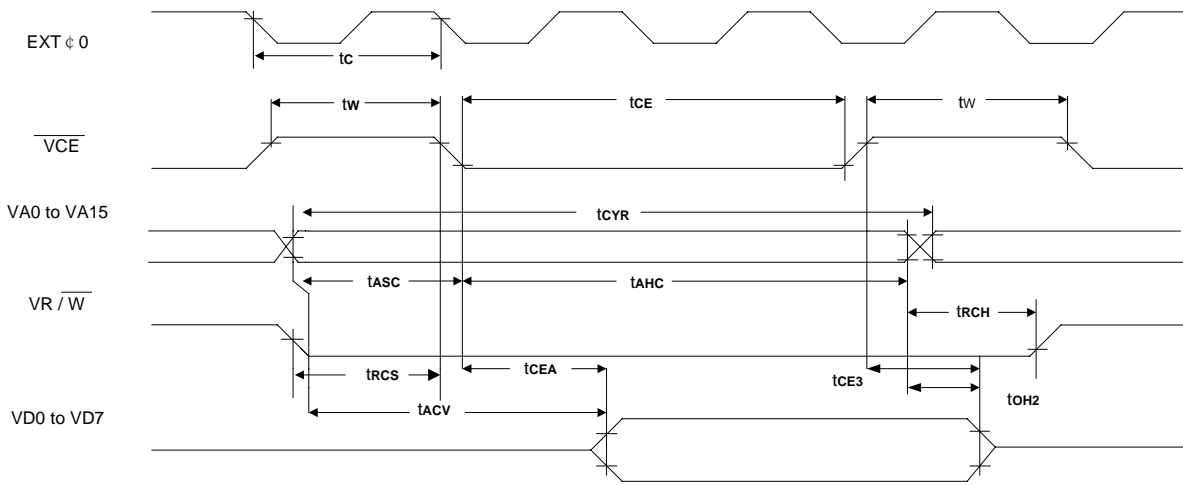 EXT ¢ 0
tC
tW
tCE
tW
VCE
VA0 to VA15
tCYR
tASC
tAHC
VR / W
tRCH
tCEA
tRCS
tCE3
tOH2
tACV
VD0 to VD7